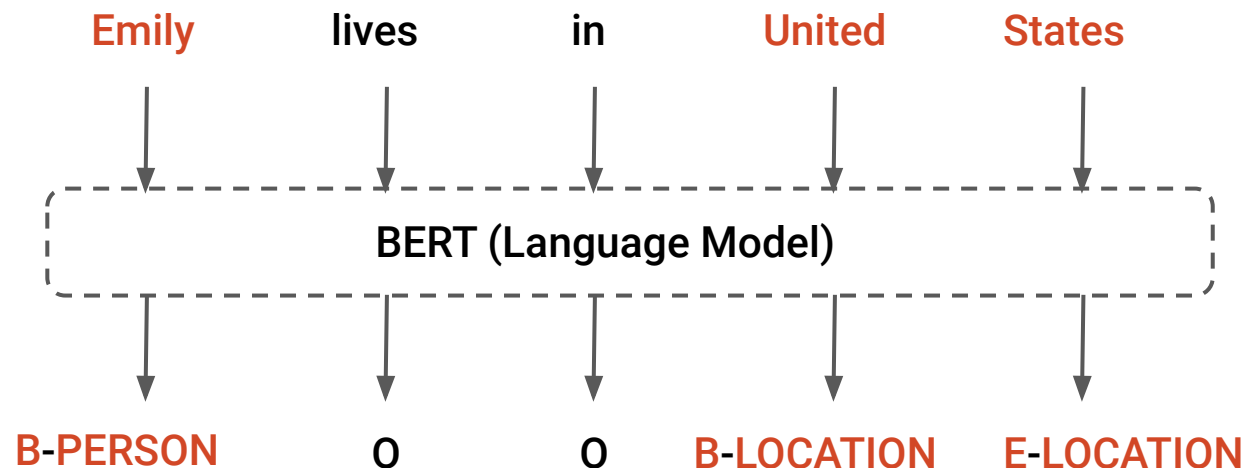 Emily lives in United States
BERT (Language Model)
B-PERSON O O B-LOCATION E-LOCATION